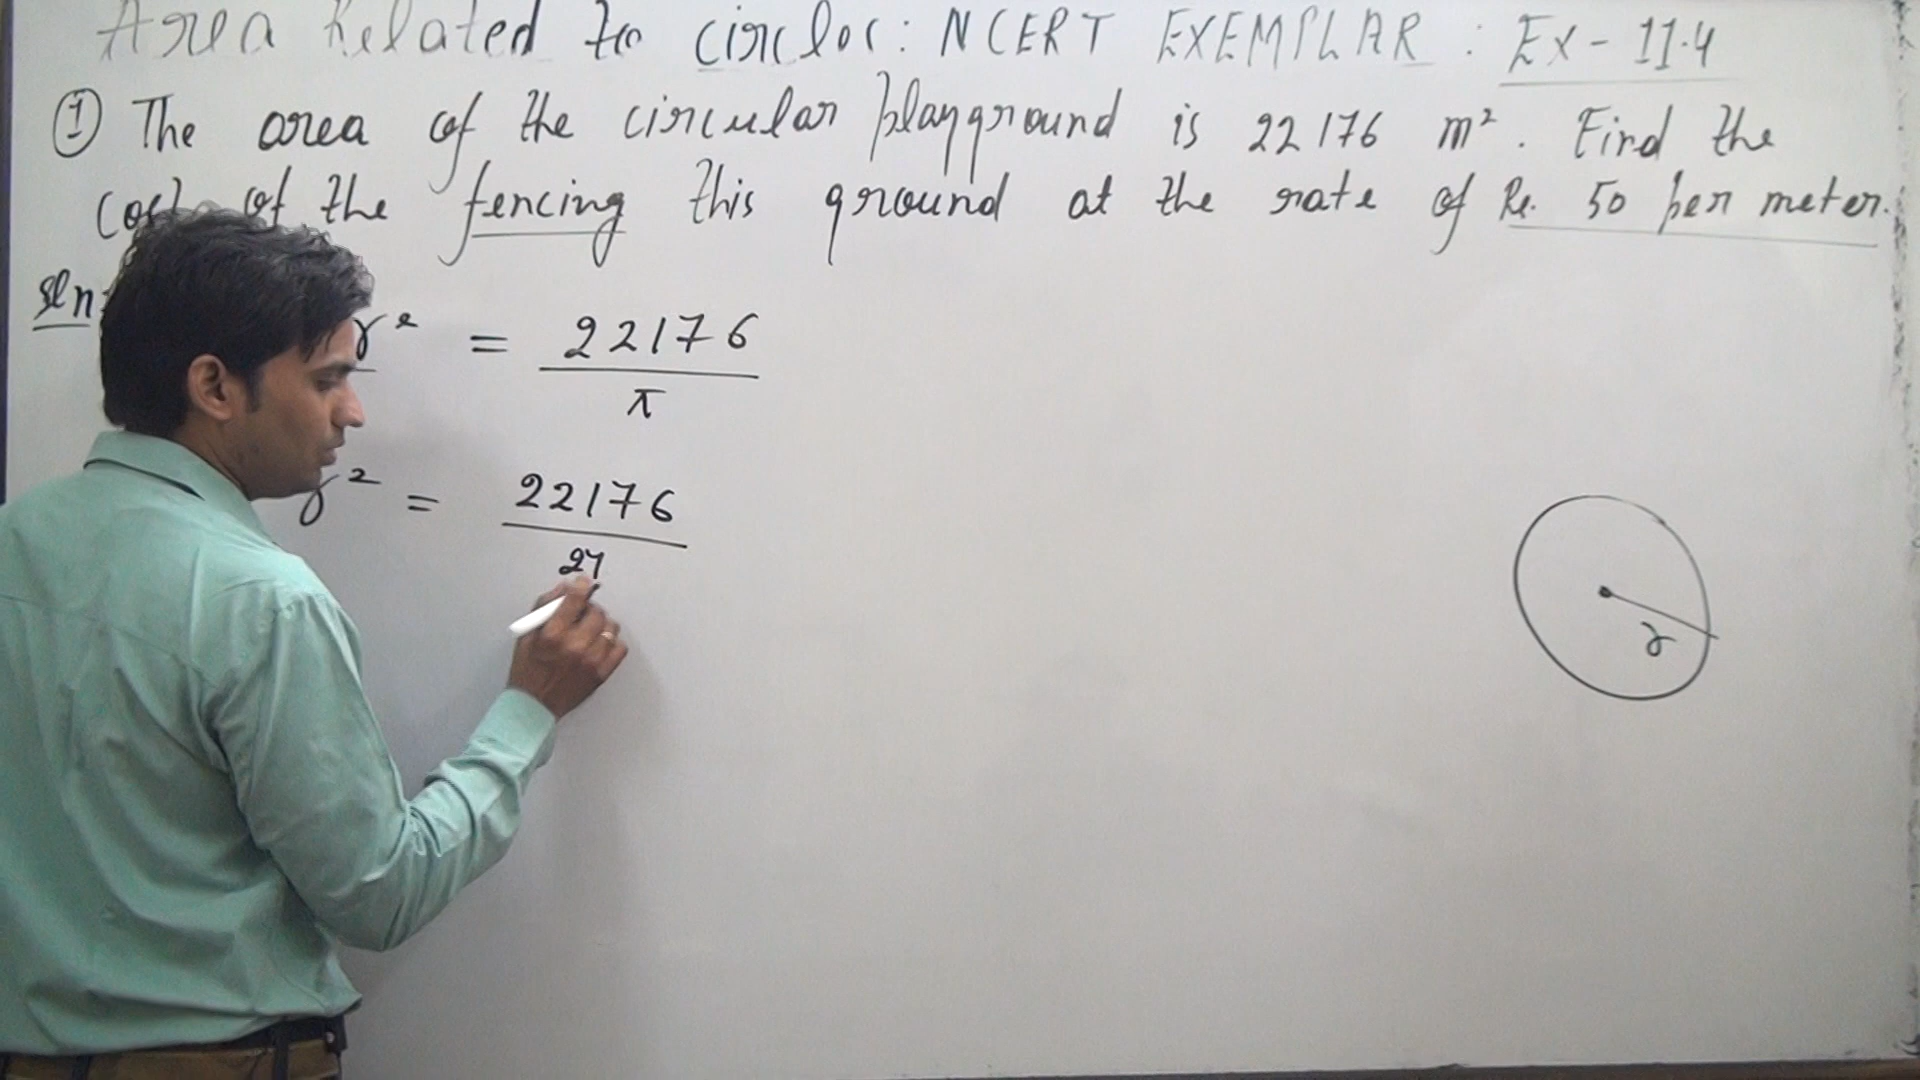 Area Related to circles: NCERT EXEMPLAR : Ex - 11.4
① The area of the circular playground is 22176 m². Find the
cost of the fencing this ground at the rate of Rs. 50 per meter.
Sln:
r² = 22176
π
r² = 22176
2
r